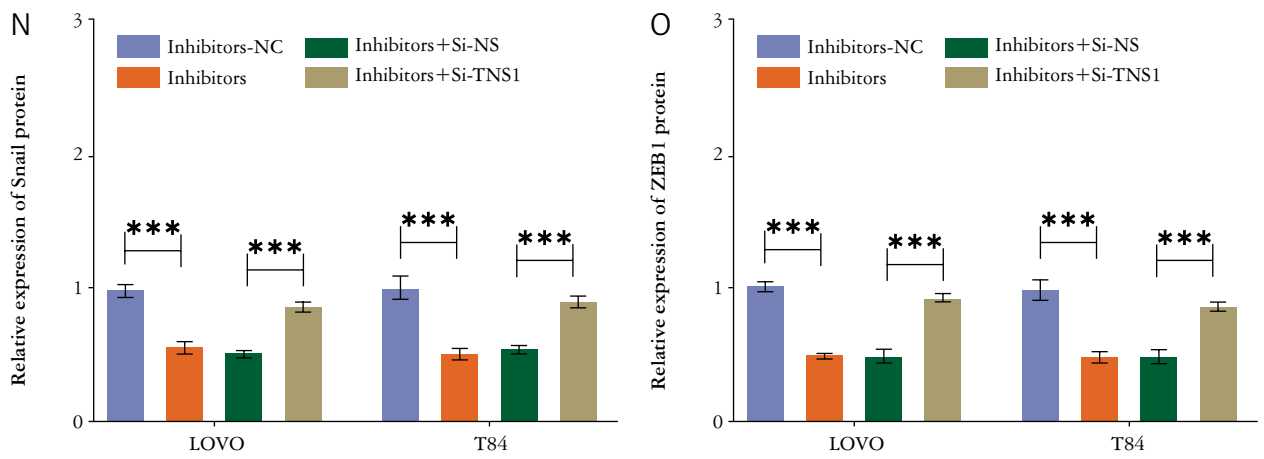 N
Relative expression of Snail protein
3
2
1
0
Inhibitors-NC
Inhibitors
Inhibitors+Si-NS
Inhibitors+Si-TNS1
***
***
***
***
LOVO
T84
O
Relative expression of ZEB1 protein
3
2
1
0
Inhibitors-NC
Inhibitors
Inhibitors+Si-NS
Inhibitors+Si-TNS1
***
***
***
***
LOVO
T84